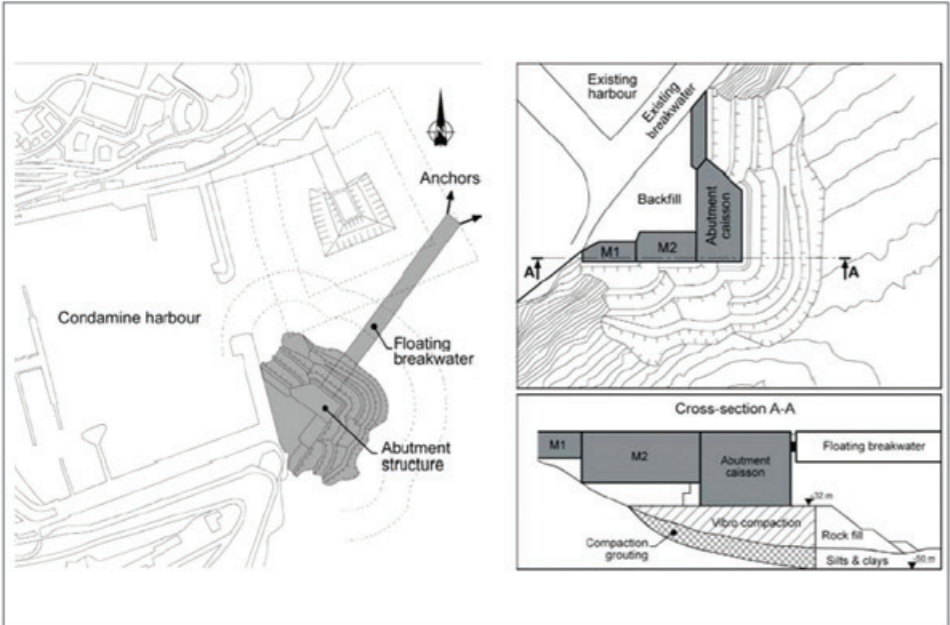 N
Anchors
Condamine harbour
Floating
breakwater
Abutment
structure
Existing
harbour
Existing
breakwater
Backfill
Abutment
caisson
M1
M2
A
A
Cross-section A-A
M1
M2
Abutment
caisson
Floating breakwater
-32 m
Vibro compaction
Compaction
grouting
Rock fill
Silts & clays
-50 m